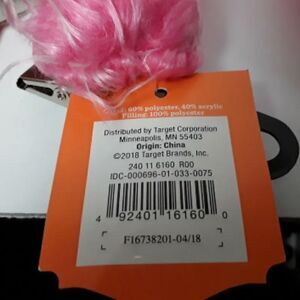 60% polyester, 40% acrylic
Filling: 100% polyester
Distributed by Target Corporation
Minneapolis, MN 55403
Origin: China
©2018 Target Brands, Inc.
240 11 6160 R00
IDC-000696-01-033-0075
4 92401 16160 0
F16738201-04/18